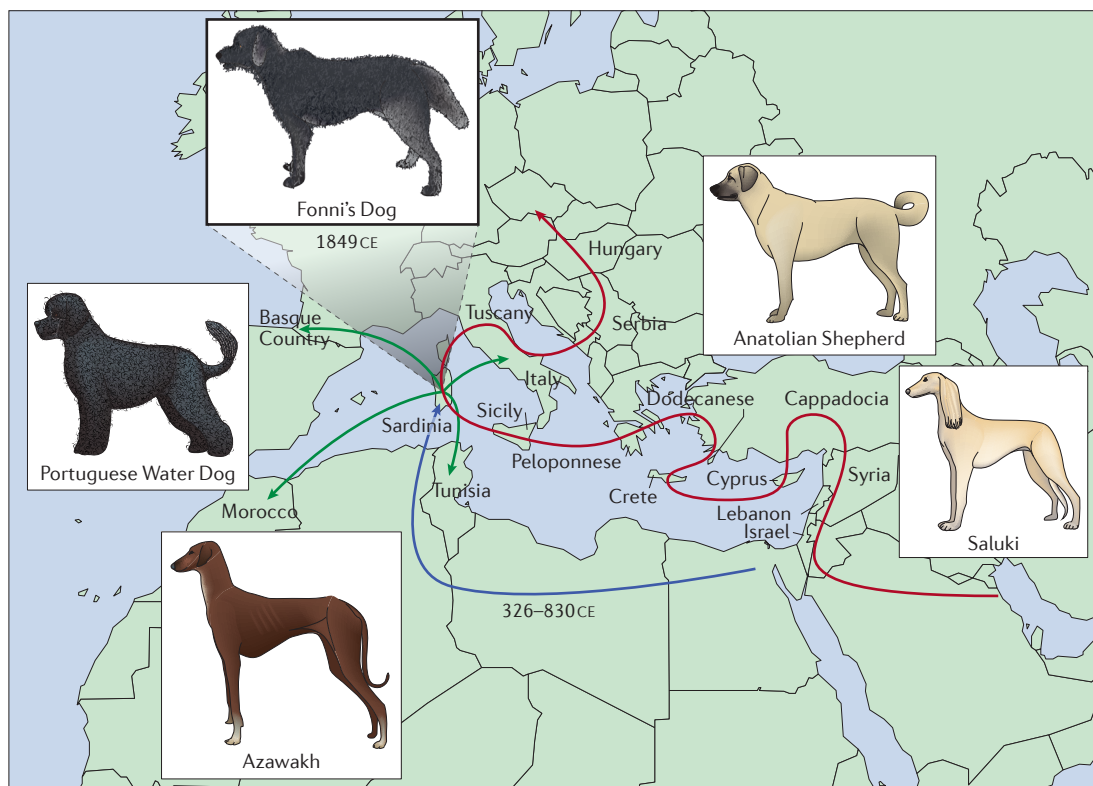 Fonni's Dog
1849 CE
Hungary
Anatolian Shepherd
Basque
Country
Tuscany
Serbia
Italy
Portuguese Water Dog
Sardinia
Sicily
Dodecanese
Cappadocia
Peloponnese
Tunisia
Morocco
Crete
Cyprus
Syria
Lebanon
Israel
Saluki
326–830 CE
Azawakh